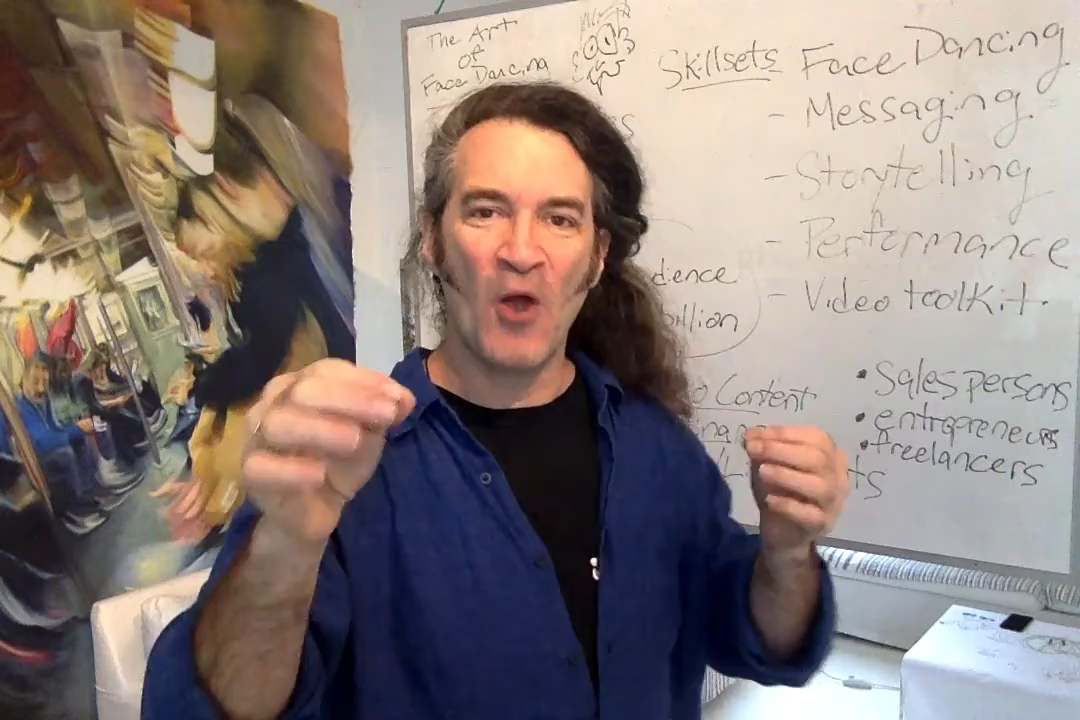 The Art
of
Face Dancing
Skillsets
Face Dancing
- Messaging
- Storytelling
- Performance
- Video toolkit.
dience
billion
Content
• Sales persons
• entrepreneurs
• freelancers